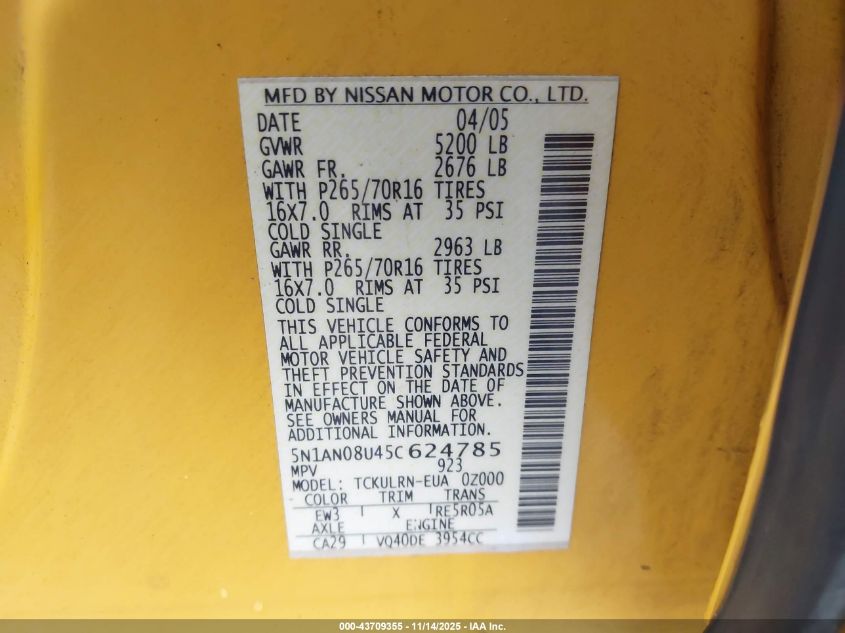 MFD BY NISSAN MOTOR CO., LTD.
DATE 04/05
GVWR 5200 LB
GAWR FR. 2676 LB
WITH P265/70R16 TIRES
16X7.0 RIMS AT 35 PSI
COLD SINGLE
GAWR RR. 2963 LB
WITH P265/70R16 TIRES
16X7.0 RIMS AT 35 PSI
COLD SINGLE
THIS VEHICLE CONFORMS TO
ALL APPLICABLE FEDERAL
MOTOR VEHICLE SAFETY AND
THEFT PREVENTION STANDARDS
IN EFFECT ON THE DATE OF
MANUFACTURE SHOWN ABOVE.
SEE OWNERS MANUAL FOR
ADDITIONAL INFORMATION.
5N1AN08U45C624785
MPV 923
MODEL: TCKULRN-EUA 0Z000
COLOR TRIM TRANS
EW3 X RE5R05A
AXLE ENGINE
CA29 VQ40DE 3954CC
000-43709355 - 11/14/2025 - IAA Inc.